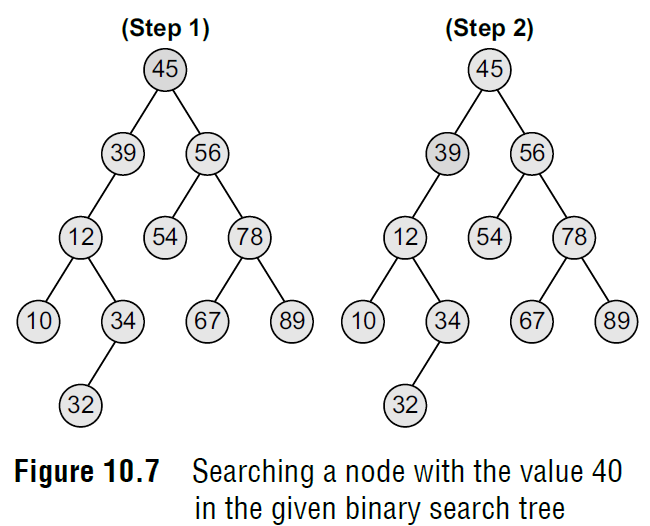 (Step 1) (Step 2)
45 45
39 56 39 56
12 54 78 12 54 78
10 34 67 89 10 34 67 89
32 32
Figure 10.7 Searching a node with the value 40
in the given binary search tree